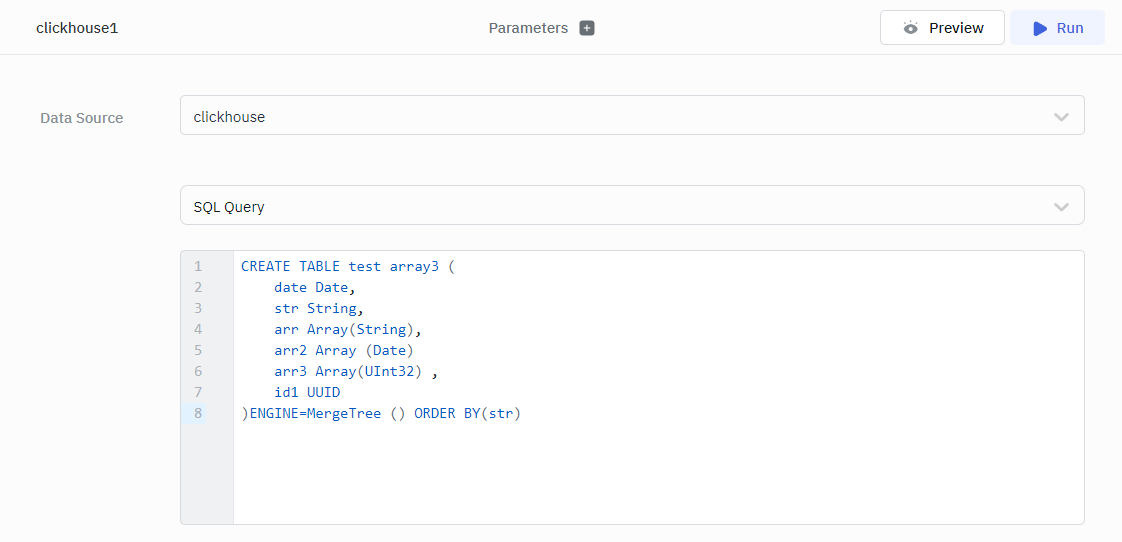 clickhouse1
Parameters +
Preview
Run
Data Source
clickhouse
SQL Query
1 CREATE TABLE test array3 (
2 date Date,
3 str String,
4 arr Array(String),
5 arr2 Array (Date)
6 arr3 Array(UInt32) ,
7 id1 UUID
8 )ENGINE=MergeTree () ORDER BY(str)